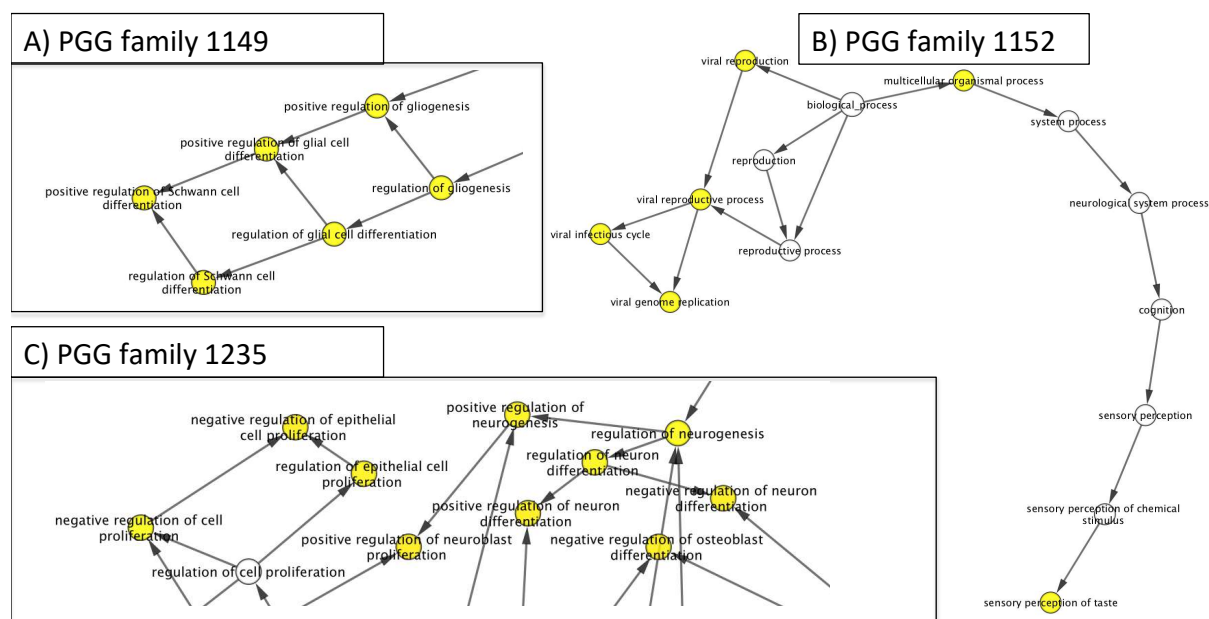 A) PGG family 1149
positive regulation of gliogenesis
positive regulation of glial cell
differentiation
regulation of gliogenesis
positive regulation of Schwann cell
differentiation
regulation of glial cell differentiation
regulation of Schwann cell
differentiation
B) PGG family 1152
viral reproduction
multicellular organismal process
biological_process
system process
reproduction
viral reproductive process
neurological system process
viral infectious cycle
reproductive process
viral genome replication
cognition
sensory perception
sensory perception of chemical
stimulus
sensory perception of taste
C) PGG family 1235
negative regulation of epithelial
cell proliferation
positive regulation of
neurogenesis
regulation of neurogenesis
regulation of epithelial cell
proliferation
regulation of neuron
differentiation
negative regulation of cell
proliferation
positive regulation of neuron
differentiation
negative regulation of neuron
differentiation
positive regulation of neuroblast
proliferation
negative regulation of osteoblast
differentiation
regulation of cell proliferation